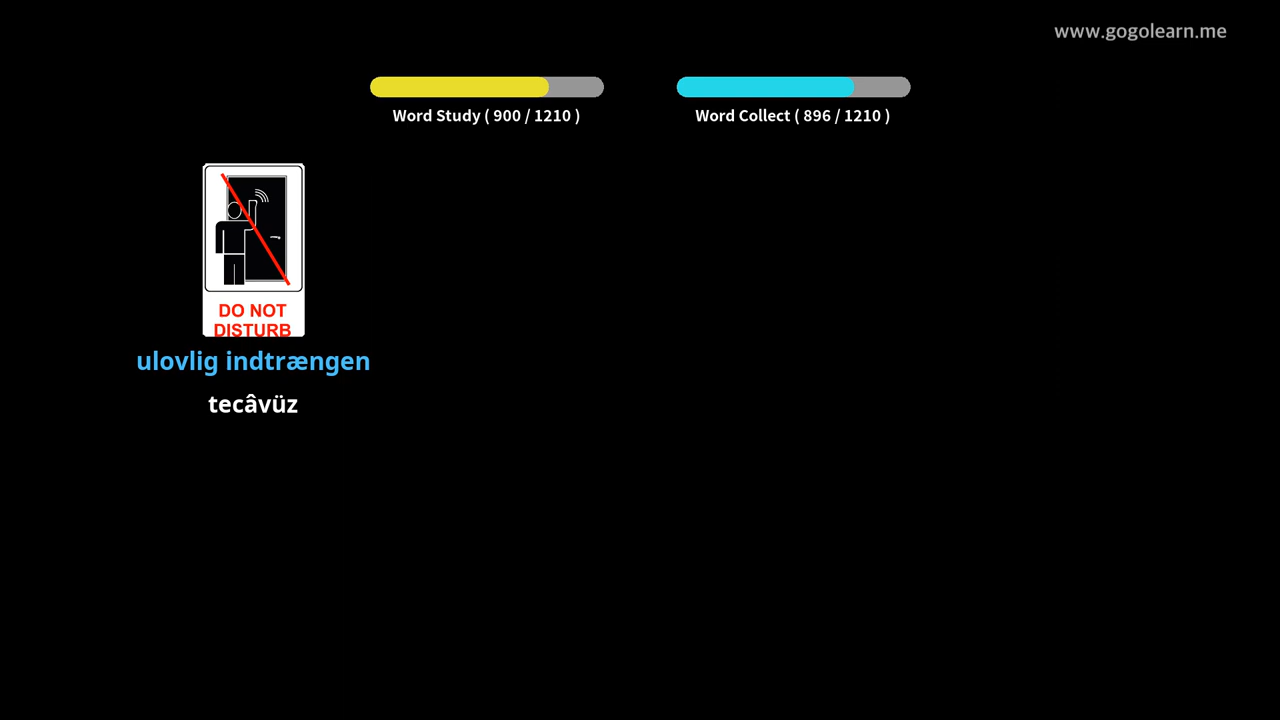 www.gogolearn.me
Word Study ( 900 / 1210 )
Word Collect ( 896 / 1210 )
DO NOT
DISTURB
ulovlig indtrængen
tecâvüz